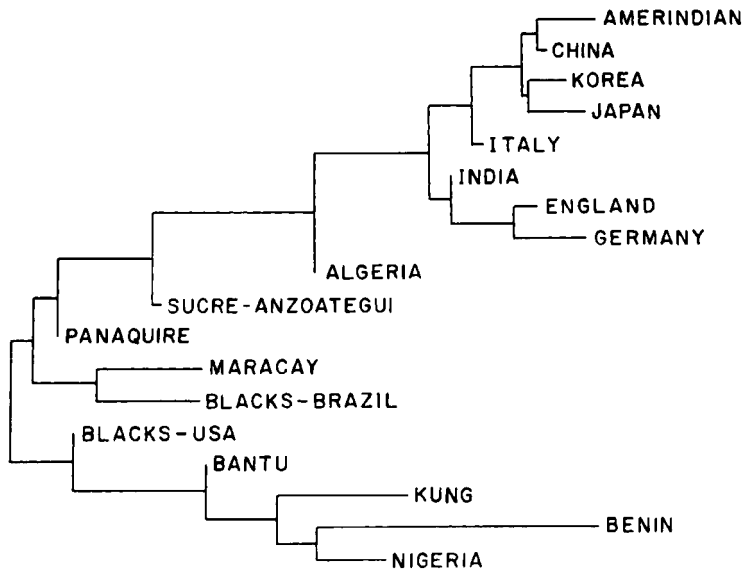 AMERINDIAN
CHINA
KOREA
JAPAN
ITALY
INDIA
ENGLAND
GERMANY
ALGERIA
SUCRE-ANZOATEGUI
PANAQUIRE
MARACAY
BLACKS-BRAZIL
BLACKS-USA
BANTU
KUNG
BENIN
NIGERIA